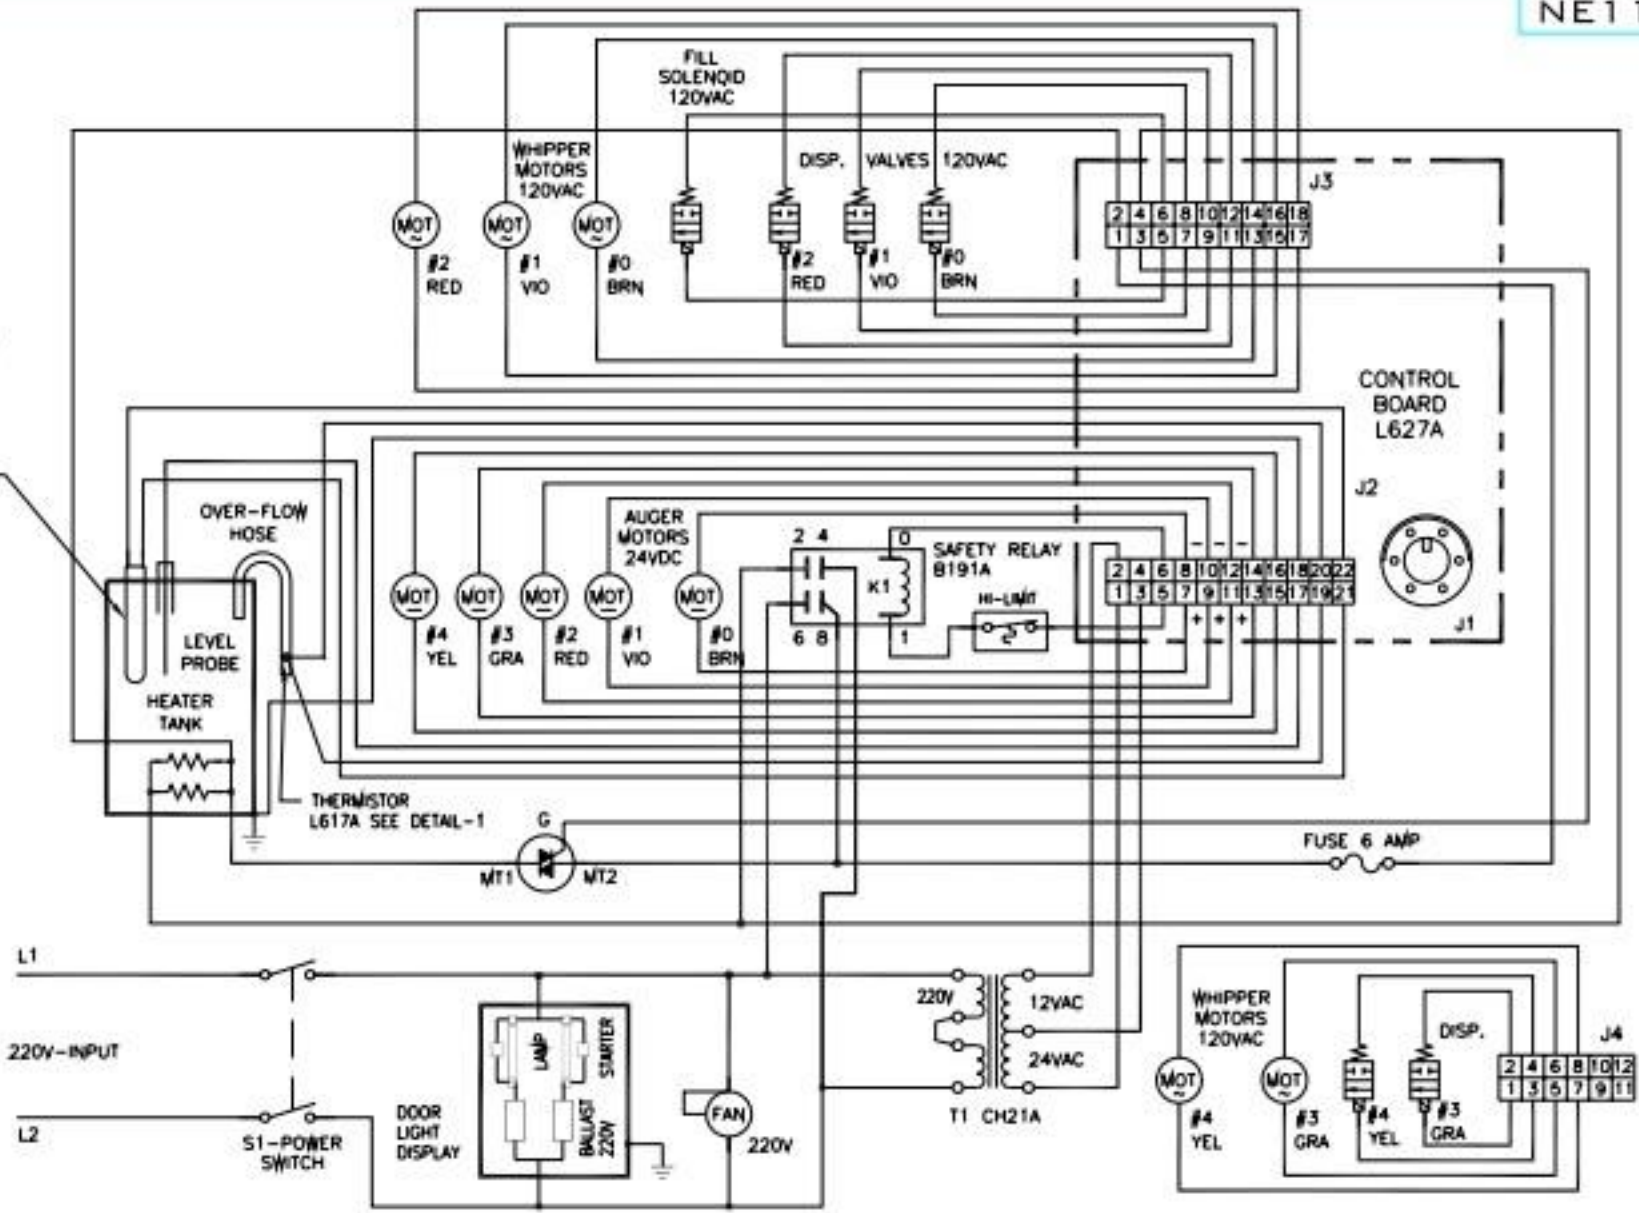 NE11
FILL
SOLENOID
120VAC
WHIPPER
MOTORS
120VAC
DISP. VALVES 120VAC
J3
MOT
MOT
MOT
2 4 6 8 10 12 14 16 18
1 3 5 7 9 11 13 15 17
#2
RED
#1
VIO
#0
BRN
#2
RED
#1
VIO
#0
BRN
CONTROL
BOARD
L627A
J2
OVER-FLOW
HOSE
AUGER
MOTORS
24VDC
2 4
0
SAFETY RELAY
B191A
K1
HI-LIMIT
6 8
1
- - -
2 4 6 8 10 12 14 16 18 20 22
1 3 5 7 9 11 13 15 17 19 21
+ + +
J1
MOT
MOT
MOT
MOT
MOT
#4
YEL
#3
GRA
#2
RED
#1
VIO
#0
BRN
LEVEL
PROBE
HEATER
TANK
THERMISTOR
L617A SEE DETAIL-1
G
MT1
MT2
FUSE 6 AMP
L1
220V-INPUT
L2
S1-POWER
SWITCH
DOOR
LIGHT
DISPLAY
LAMP
STARTER
BALLAST
220V
FAN
220V
220V
12VAC
24VAC
T1 CH21A
WHIPPER
MOTORS
120VAC
DISP.
J4
MOT
MOT
2 4 6 8 10 12
1 3 5 7 9 11
#4
YEL
#3
GRA
#4
YEL
#3
GRA